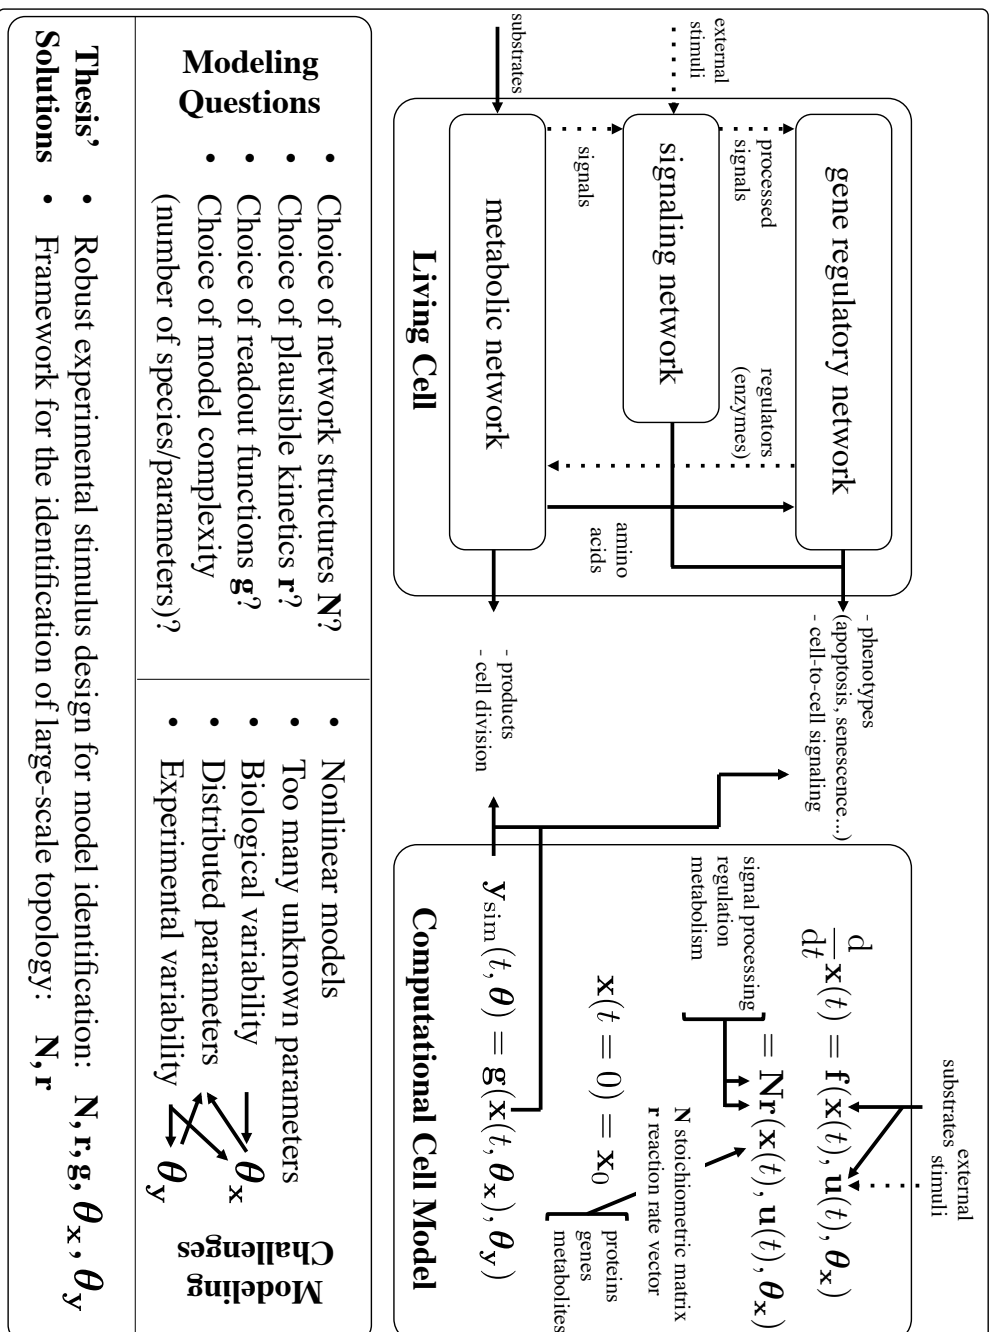 external
stimuli
substrates
gene regulatory network
processed
signals
signaling network
signals
regulators
(enzymes)
amino
acids
metabolic network
Living Cell
- phenotypes
(apoptosis, senescence...)
- cell-to-cell signaling
- products
- cell division
external
stimuli
substrates
d/dt x(t) = f(x(t), u(t), θx)
= Nr(x(t), u(t), θx)
signal processing
regulation
metabolism
N stoichiometric matrix
r reaction rate vector
x(t = 0) = x0
proteins
genes
metabolites
ysim(t, θ) = g(x(t, θx), θy)
Computational Cell Model
Modeling
Questions
• Choice of network structures N?
• Choice of plausible kinetics r?
• Choice of readout functions g?
• Choice of model complexity
(number of species/parameters)?
• Nonlinear models
• Too many unknown parameters
• Biological variability
• Distributed parameters
• Experimental variability
θx
θy
Modeling
Challenges
Thesis'
Solutions
• Robust experimental stimulus design for model identification: N, r, g, θx, θy
• Framework for the identification of large-scale topology: N, r